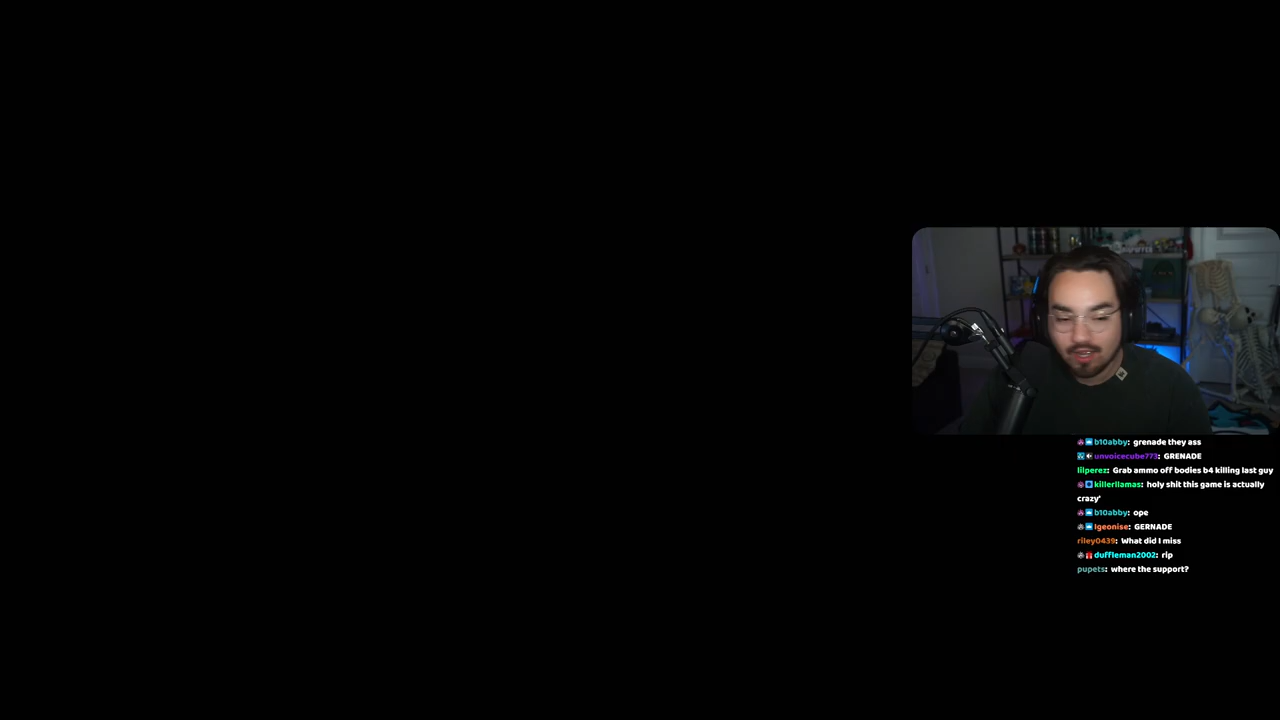 b10abby: grenade they ass
unvoicecube773: GRENADE
lilperez: Grab ammo off bodies b4 killing last guy
killerllamas: holy shit this game is actually
crazy'
b10abby: ope
lgeonise: GERNADE
riley0439: What did I miss
duffleman2002: rip
pupets: where the support?